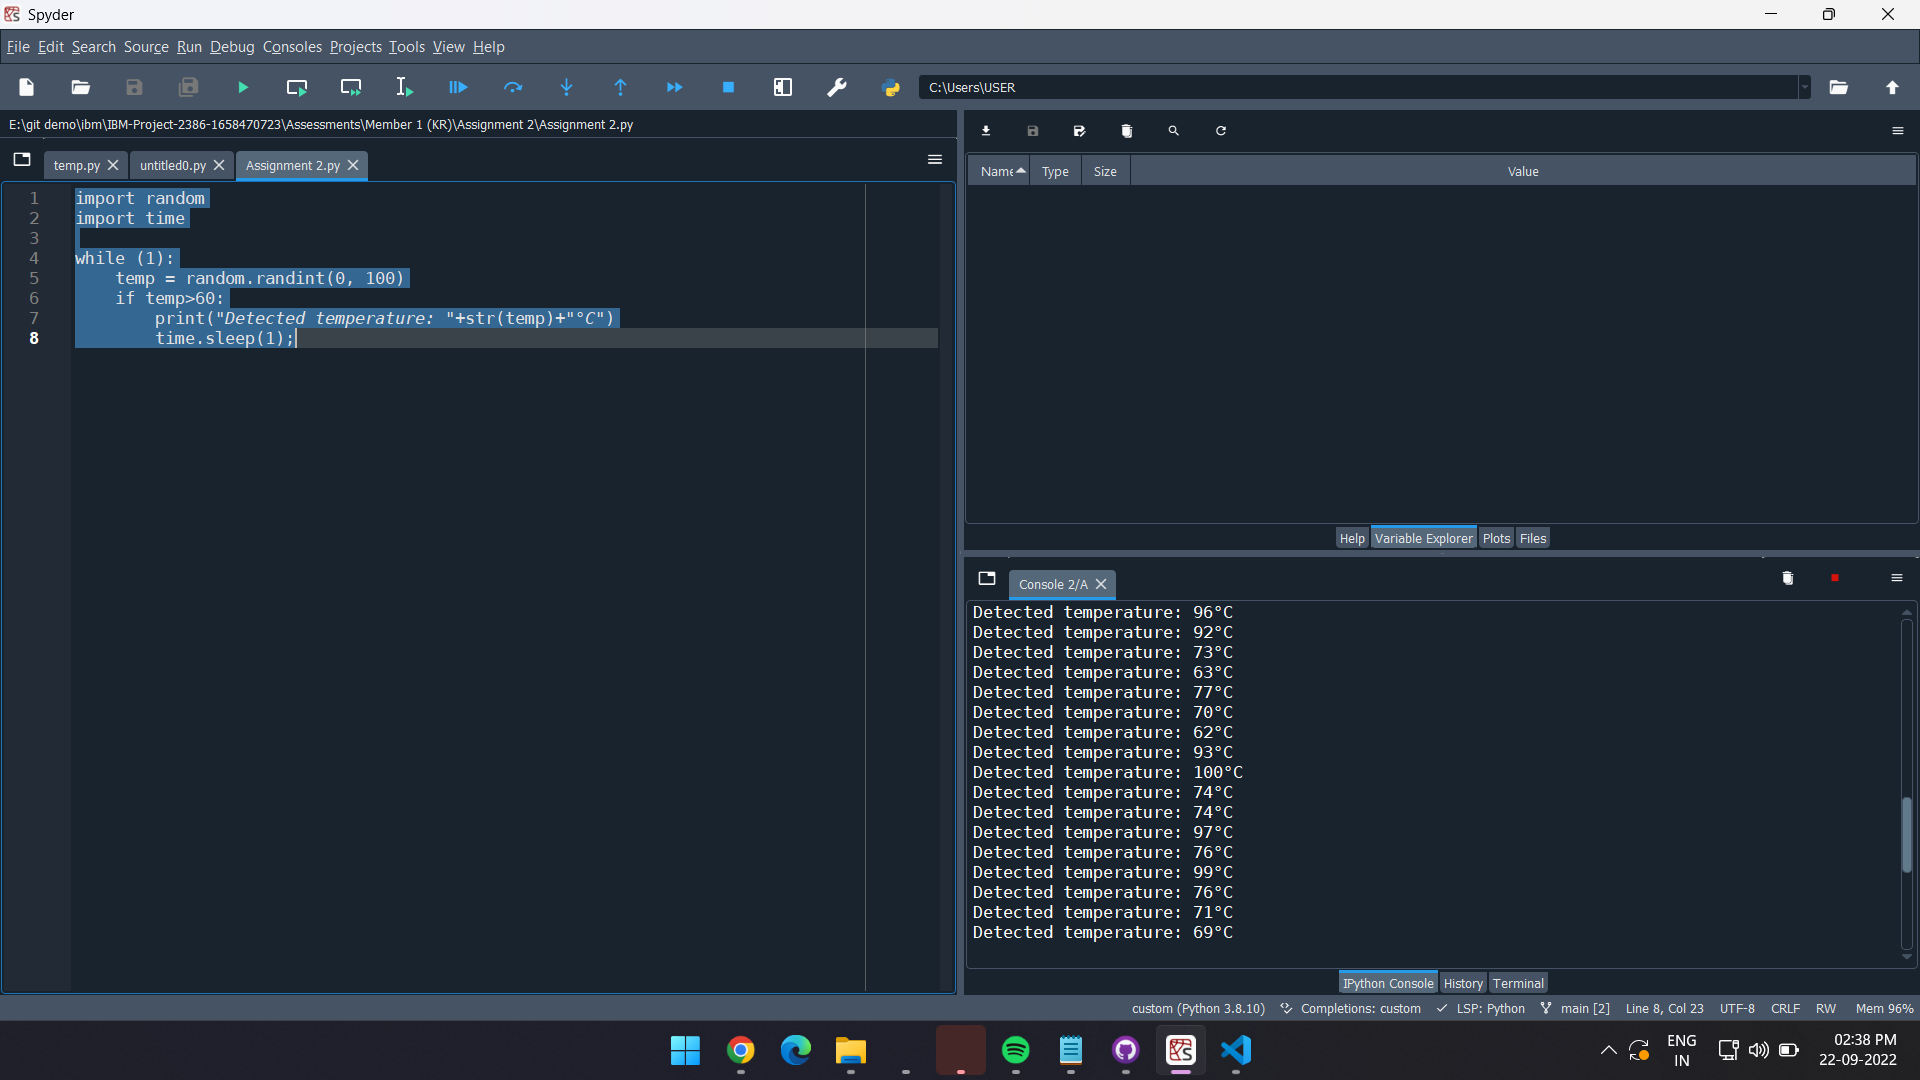 Spyder
File Edit Search Source Run Debug Consoles Projects Tools View Help
C:\Users\USER
E:\git demo\ibm\IBM-Project-2386-1658470723\Assessments\Member 1 (KR)\Assignment 2\Assignment 2.py
temp.py untitled0.py Assignment 2.py
1 import random
2 import time
3
4 while (1):
5 temp = random.randint(0, 100)
6 if temp>60:
7 print("Detected temperature: "+str(temp)+"°C")
8 time.sleep(1);
Name Type Size Value
Help Variable Explorer Plots Files
Console 2/A
Detected temperature: 96°C
Detected temperature: 92°C
Detected temperature: 73°C
Detected temperature: 63°C
Detected temperature: 77°C
Detected temperature: 70°C
Detected temperature: 62°C
Detected temperature: 93°C
Detected temperature: 100°C
Detected temperature: 74°C
Detected temperature: 74°C
Detected temperature: 97°C
Detected temperature: 76°C
Detected temperature: 99°C
Detected temperature: 76°C
Detected temperature: 71°C
Detected temperature: 69°C
IPython Console History Terminal
custom (Python 3.8.10) Completions: custom LSP: Python main [2] Line 8, Col 23 UTF-8 CRLF RW Mem 96%
ENG
IN
02:38 PM
22-09-2022